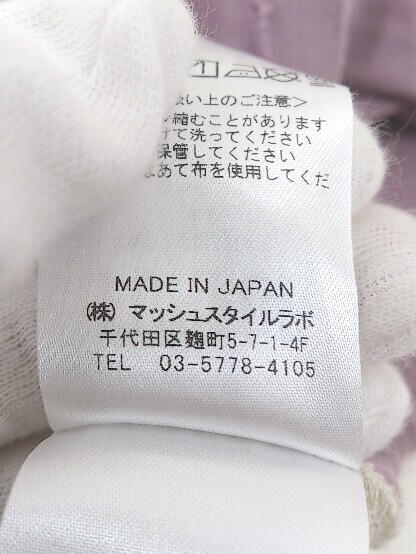 扱い上のご注意>
縮むことがあります
けて洗ってください
保管してください
あて布を使用してくだ
MADE IN JAPAN
(株) マッシュスタイルラボ
千代田区麹町5-7-1-4F
TEL 03-5778-4105